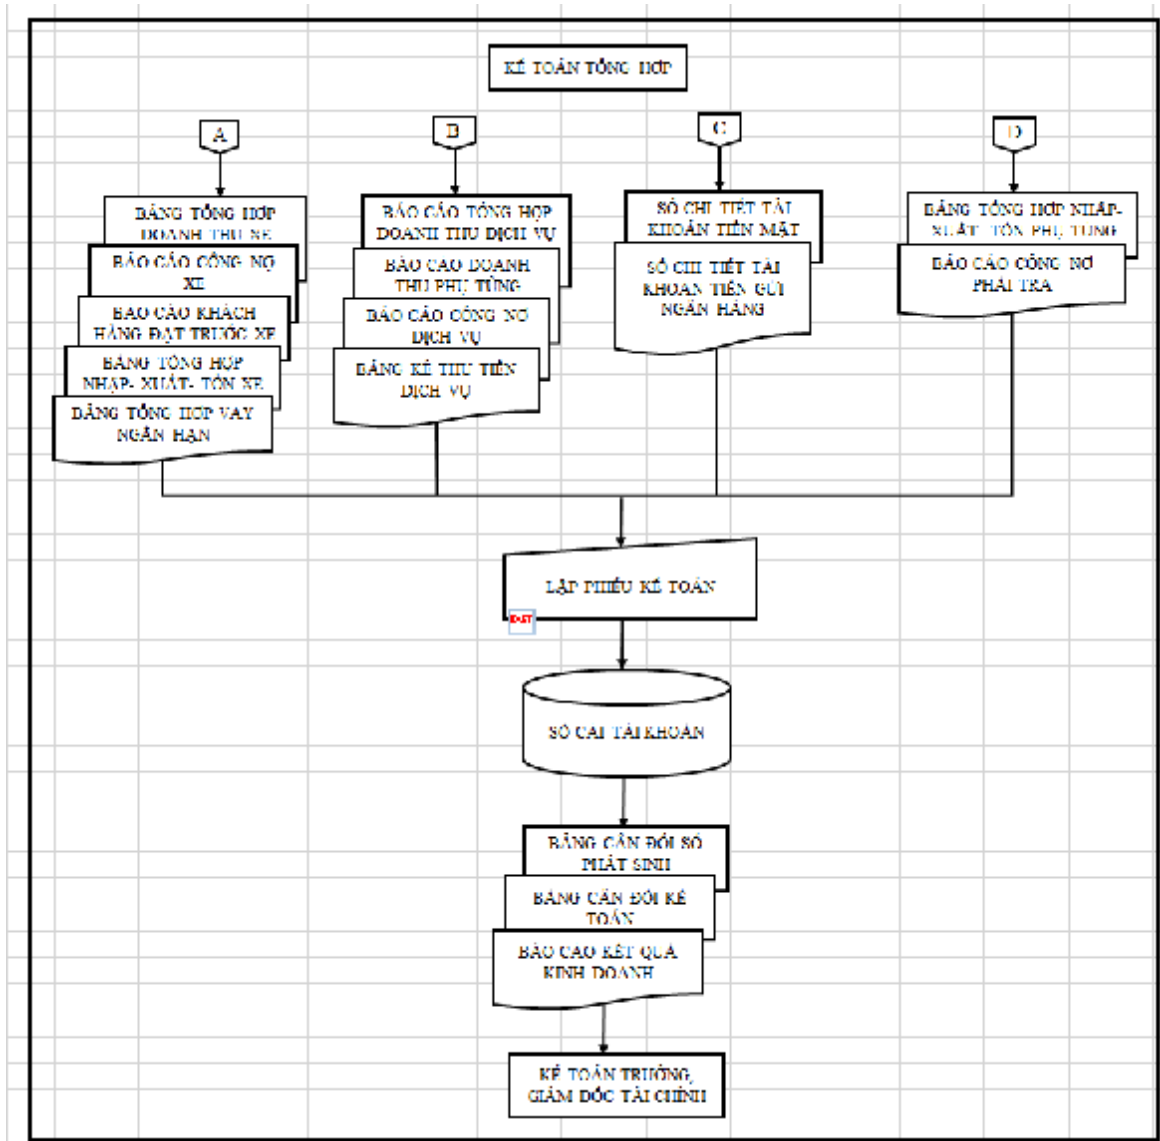 KẾ TOÁN TỔNG HỢP
A
B
C
D
BẢNG TỔNG HỢP
DOANH THU XE
BÁO CÁO CÔNG NỢ
XE
BÁO CÁO KHÁCH
HÀNG ĐẶT TRƯỚC XE
BẢNG TỔNG HỢP
NHẬP- XUẤT- TỒN XE
BẢNG TỔNG HỢP VAY
NGẮN HẠN
BÁO CÁO TỔNG HỢP
DOANH THU DỊCH VỤ
BÁO CÁO DOANH
THU PHỤ TÙNG
BÁO CÁO CÔNG NỢ
DỊCH VỤ
BẢNG KÊ THU TIỀN
DỊCH VỤ
SỔ CHI TIẾT TÀI
KHOẢN TIỀN MẶT
SỔ CHI TIẾT TÀI
KHOẢN TIỀN GỬI
NGÂN HÀNG
BẢNG TỔNG HỢP NHẬP-
XUẤT- TỒN PHỤ TÙNG
BÁO CÁO CÔNG NỢ
PHẢI TRẢ
LẬP PHIẾU KẾ TOÁN
FAST
SỔ CÁI TÀI KHOẢN
BẢNG CÂN ĐỐI SỐ
PHÁT SINH
BẢNG CÂN ĐỐI KẾ
TOÁN
BÁO CÁO KẾT QUẢ
KINH DOANH
KẾ TOÁN TRƯỞNG,
GIÁM ĐỐC TÀI CHÍNH